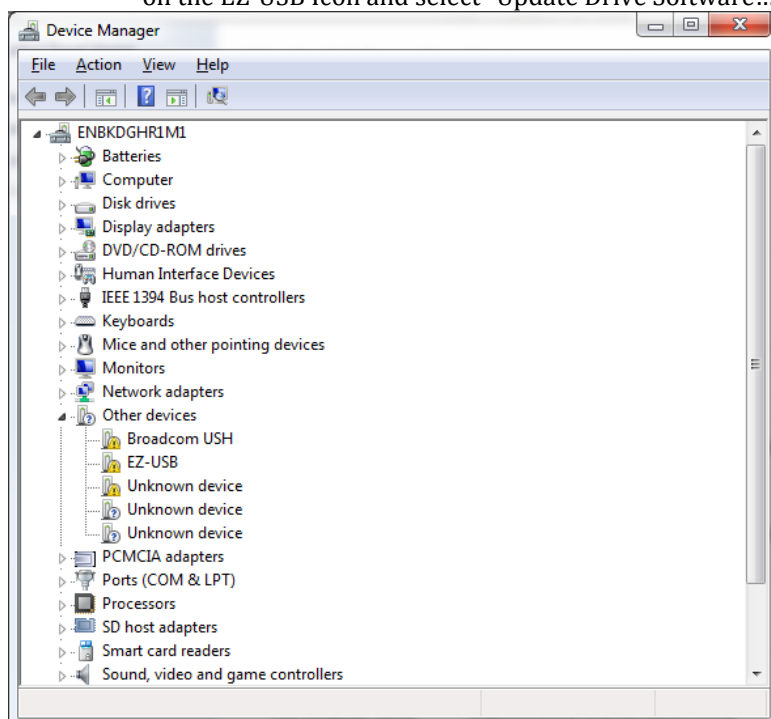 on the EZ-USB icon and select "Update Drive Software...
Device Manager
File Action View Help
ENBKDGHR1M1
Batteries
Computer
Disk drives
Display adapters
DVD/CD-ROM drives
Human Interface Devices
IEEE 1394 Bus host controllers
Keyboards
Mice and other pointing devices
Monitors
Network adapters
Other devices
Broadcom USH
EZ-USB
Unknown device
Unknown device
Unknown device
PCMCIA adapters
Ports (COM & LPT)
Processors
SD host adapters
Smart card readers
Sound, video and game controllers